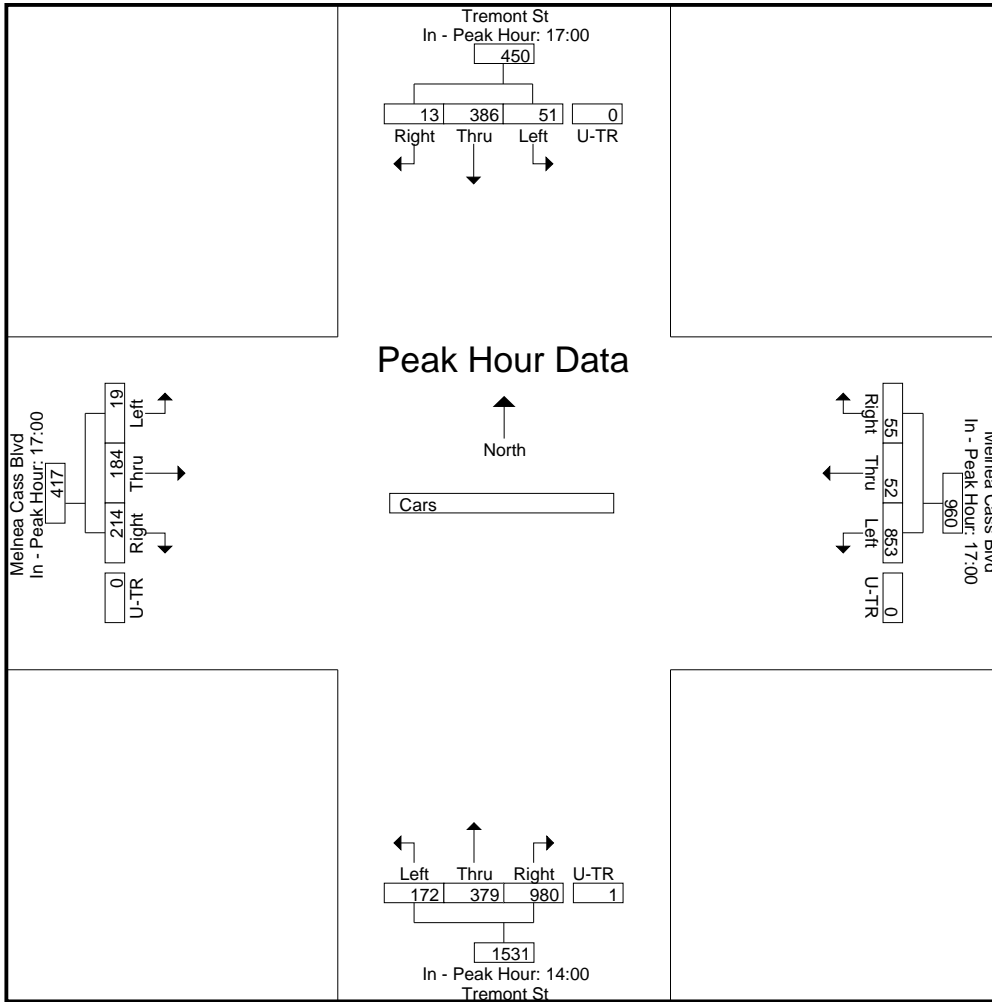 Tremont St
In - Peak Hour: 17:00
450
13 386 51 0
Right Thru Left U-TR
Peak Hour Data
North
Cars
Melnea Cass Blvd
In - Peak Hour: 17:00
417
19 184 214 0
Left Thru Right U-TR
Melnea Cass Blvd
In - Peak Hour: 17:00
960
55 52 853 0
Right Thru Left U-TR
Left Thru Right U-TR
172 379 980 1
1531
In - Peak Hour: 14:00
Tremont St